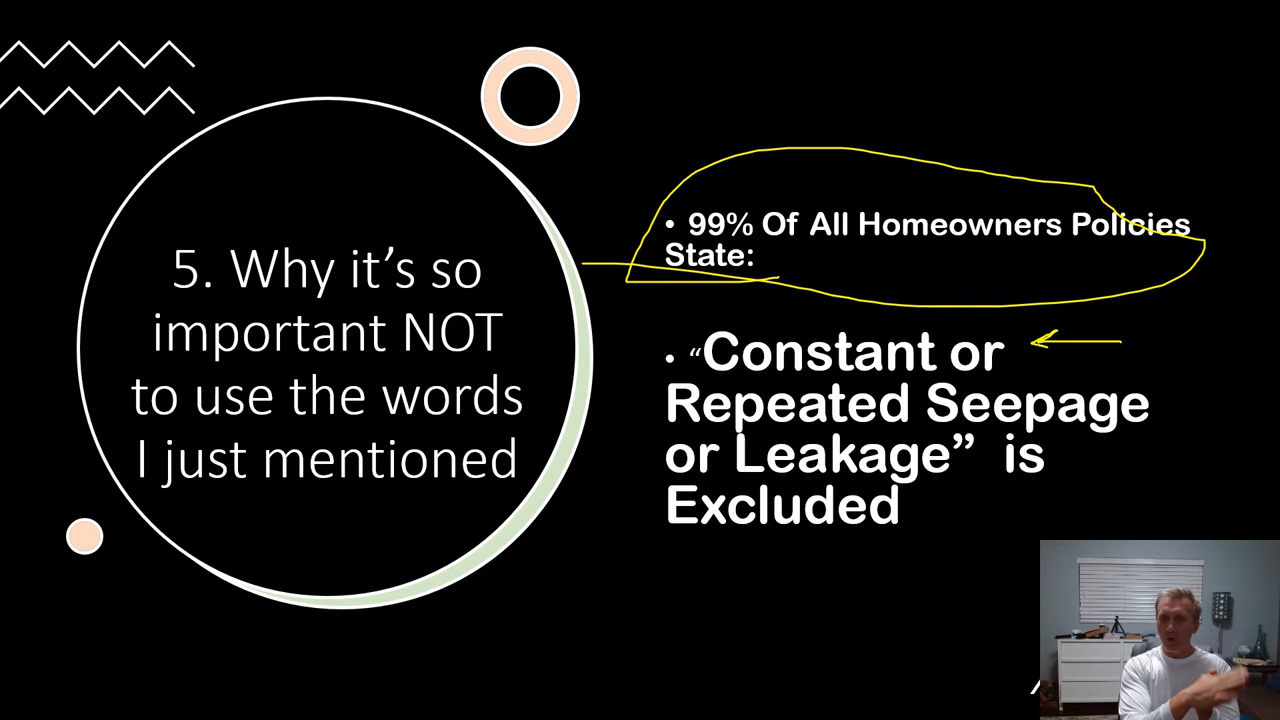 5. Why it’s so
important NOT
to use the words
I just mentioned
• 99% Of All Homeowners Policies
State:
• “Constant or
Repeated Seepage
or Leakage” is
Excluded